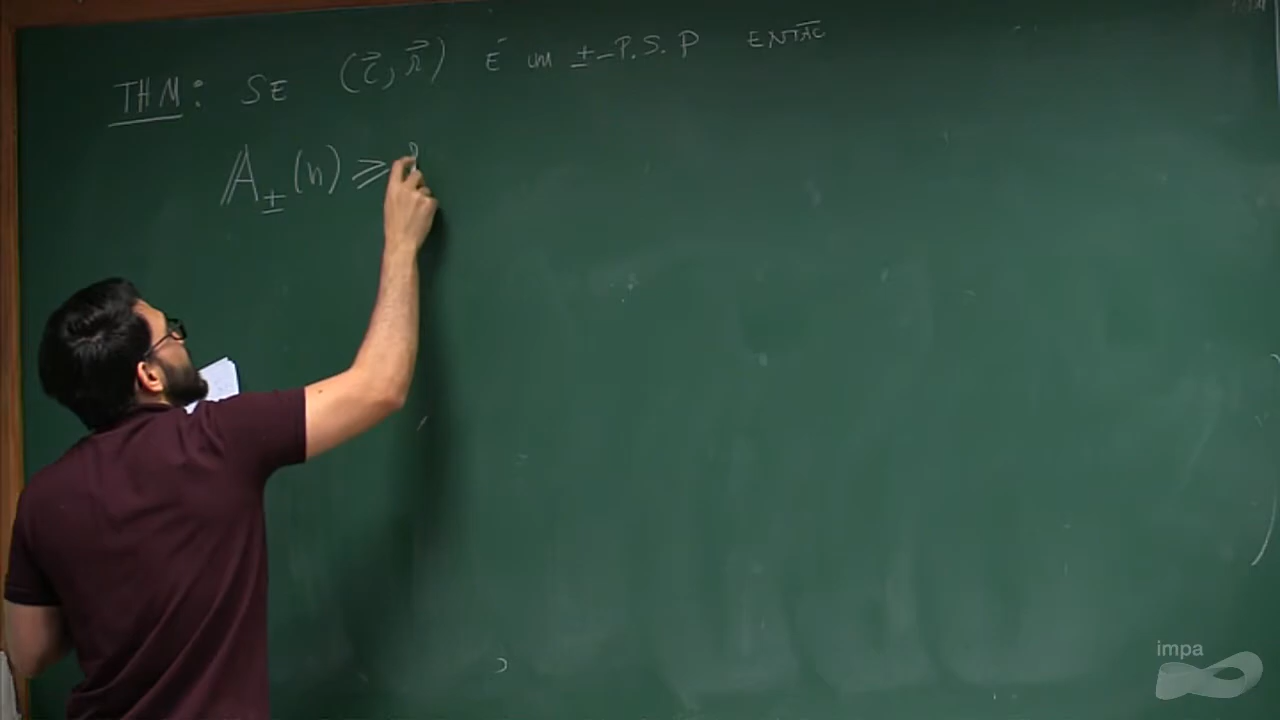 THM: SE (τ⃗, r⃗) É UM ±-P.S.P ENTÃO
𝔸±(n) ≥
impa